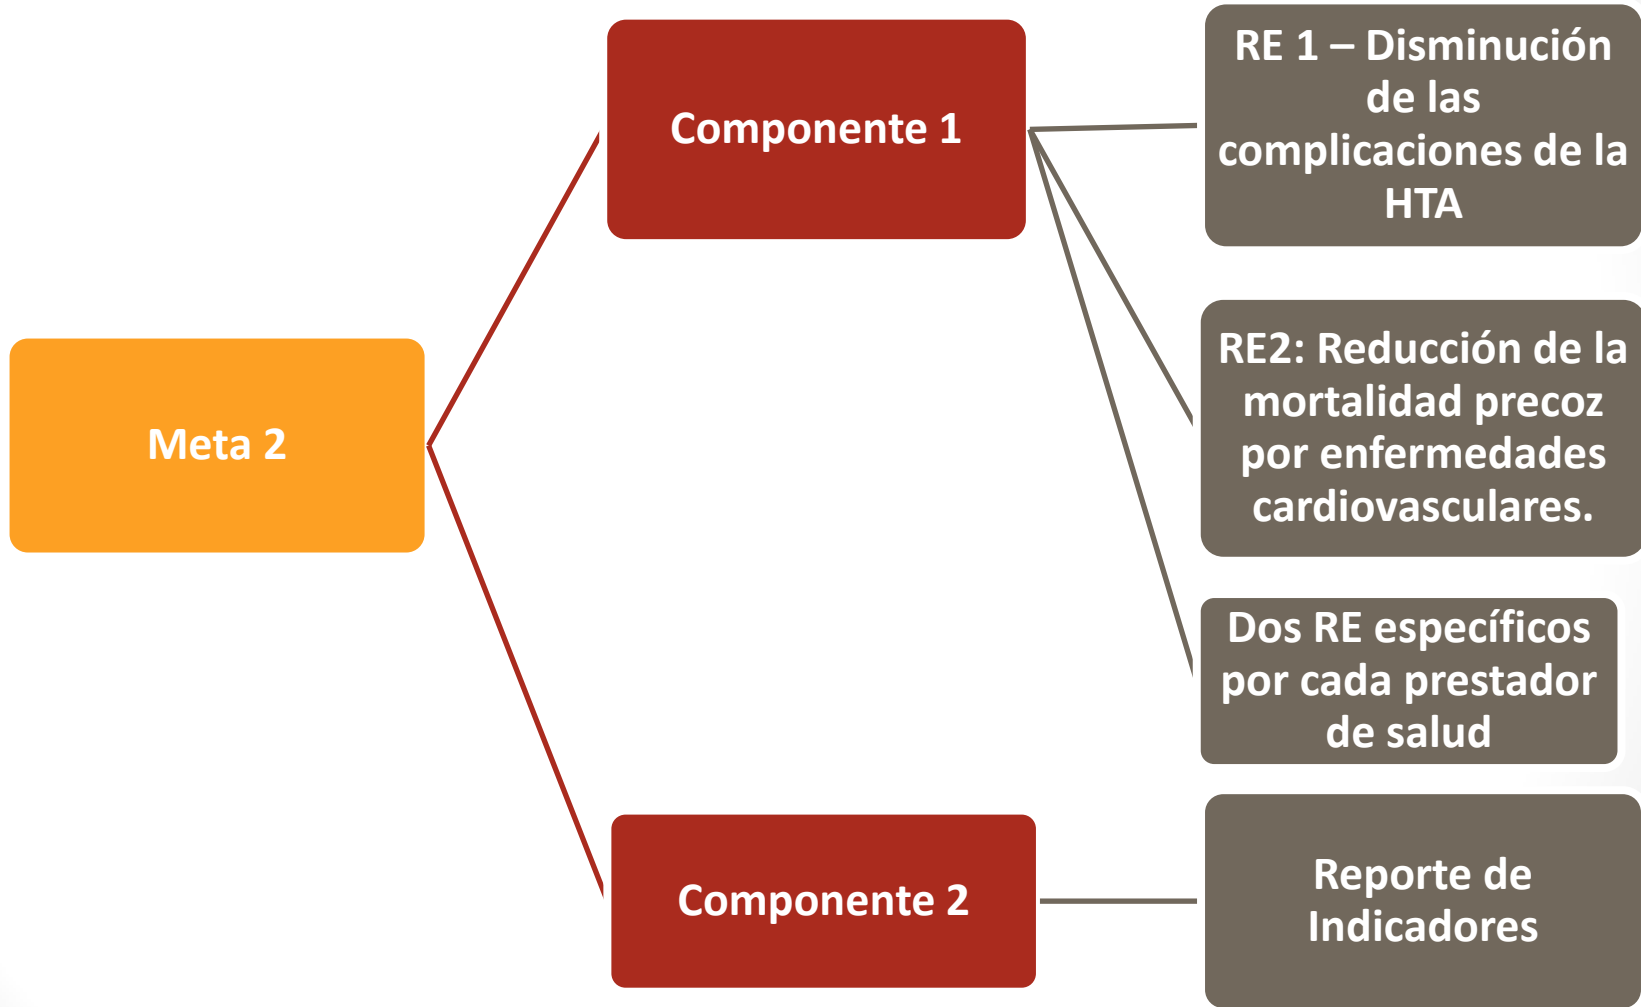 Meta 2
Componente 1
RE 1 – Disminución
de las
complicaciones de la
HTA
RE2: Reducción de la
mortalidad precoz
por enfermedades
cardiovasculares.
Dos RE específicos
por cada prestador
de salud
Componente 2
Reporte de
Indicadores